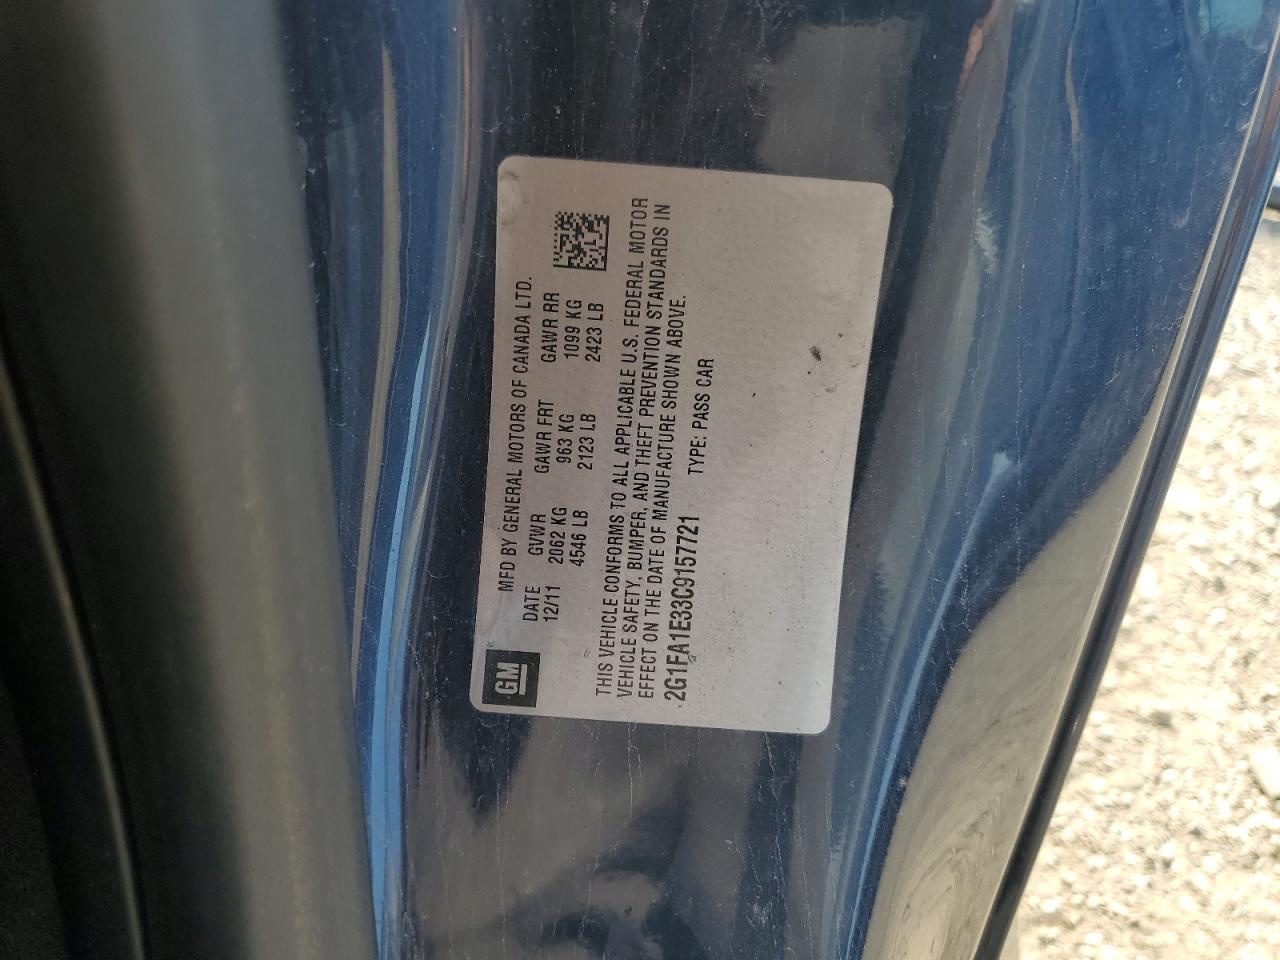 GM
MFD BY GENERAL MOTORS OF CANADA LTD.
DATE GVWR GAWR FRT GAWR RR
12/11 2062 KG 963 KG 1099 KG
4546 LB 2123 LB 2423 LB
THIS VEHICLE CONFORMS TO ALL APPLICABLE U.S. FEDERAL MOTOR
VEHICLE SAFETY, BUMPER, AND THEFT PREVENTION STANDARDS IN
EFFECT ON THE DATE OF MANUFACTURE SHOWN ABOVE.
2G1FA1E33C9157721 TYPE: PASS CAR